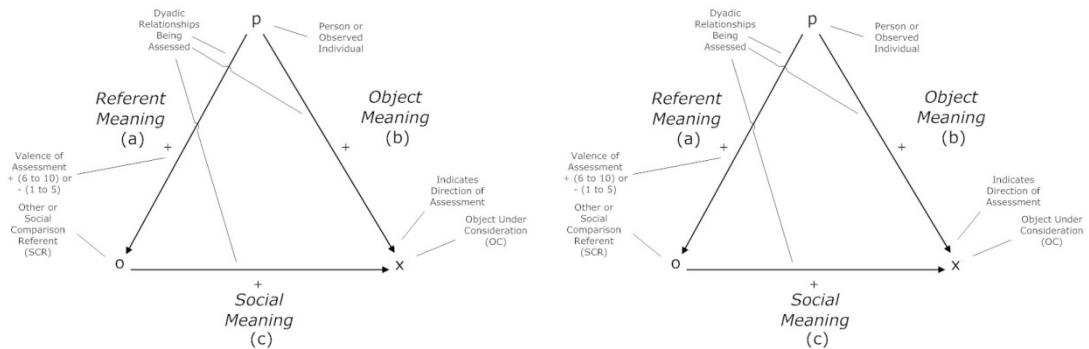 Dyadic
Relationships
Being
Assessed
p
Person or
Observed
Individual
Referent
Meaning
(a)
Object
Meaning
(b)
+
+
Valence of
Assessment
+ (6 to 10) or
- (1 to 5)
Indicates
Direction of
Assessment
Other or
Social
Comparison
Referent
(SCR)
Object Under
Consideration
(OC)
o
x
+
Social
Meaning
(c)
Dyadic
Relationships
Being
Assessed
p
Person or
Observed
Individual
Referent
Meaning
(a)
Object
Meaning
(b)
+
+
Valence of
Assessment
+ (6 to 10) or
- (1 to 5)
Indicates
Direction of
Assessment
Other or
Social
Comparison
Referent
(SCR)
Object Under
Consideration
(OC)
o
x
+
Social
Meaning
(c)